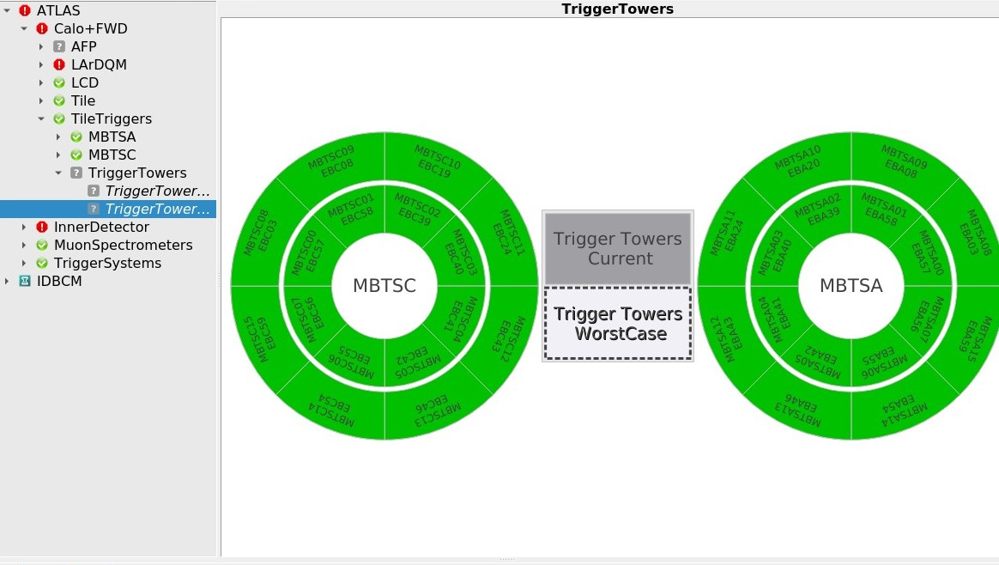 ATLAS
Calo+FWD
AFP
LArDQM
LCD
Tile
TileTriggers
MBTSA
MBTSC
TriggerTowers
TriggerTower...
TriggerTower...
InnerDetector
MuonSpectrometers
TriggerSystems
IDBCM
TriggerTowers
MBTSC09
EBC08
MBTSC10
EBC19
MBTSC08
EBC03
MBTSC11
EBC24
MBTSC15
EBC59
MBTSC12
EBC43
MBTSC14
EBC54
MBTSC13
EBC46
MBTSC01
EBC58
MBTSC02
EBC39
MBTSC00
EBC57
MBTSC03
EBC40
MBTSC07
EBC56
MBTSC04
EBC41
MBTSC06
EBC55
MBTSC05
EBC42
MBTSC
Trigger Towers
Current
Trigger Towers
WorstCase
MBTSA10
EBA20
MBTSA09
EBA08
MBTSA11
EBA24
MBTSA08
EBA03
MBTSA12
EBA43
MBTSA15
EBA59
MBTSA13
EBA46
MBTSA14
EBA54
MBTSA02
EBA39
MBTSA01
EBA58
MBTSA03
EBA40
MBTSA00
EBA57
MBTSA04
EBA41
MBTSA07
EBA56
MBTSA05
EBA42
MBTSA06
EBA55
MBTSA